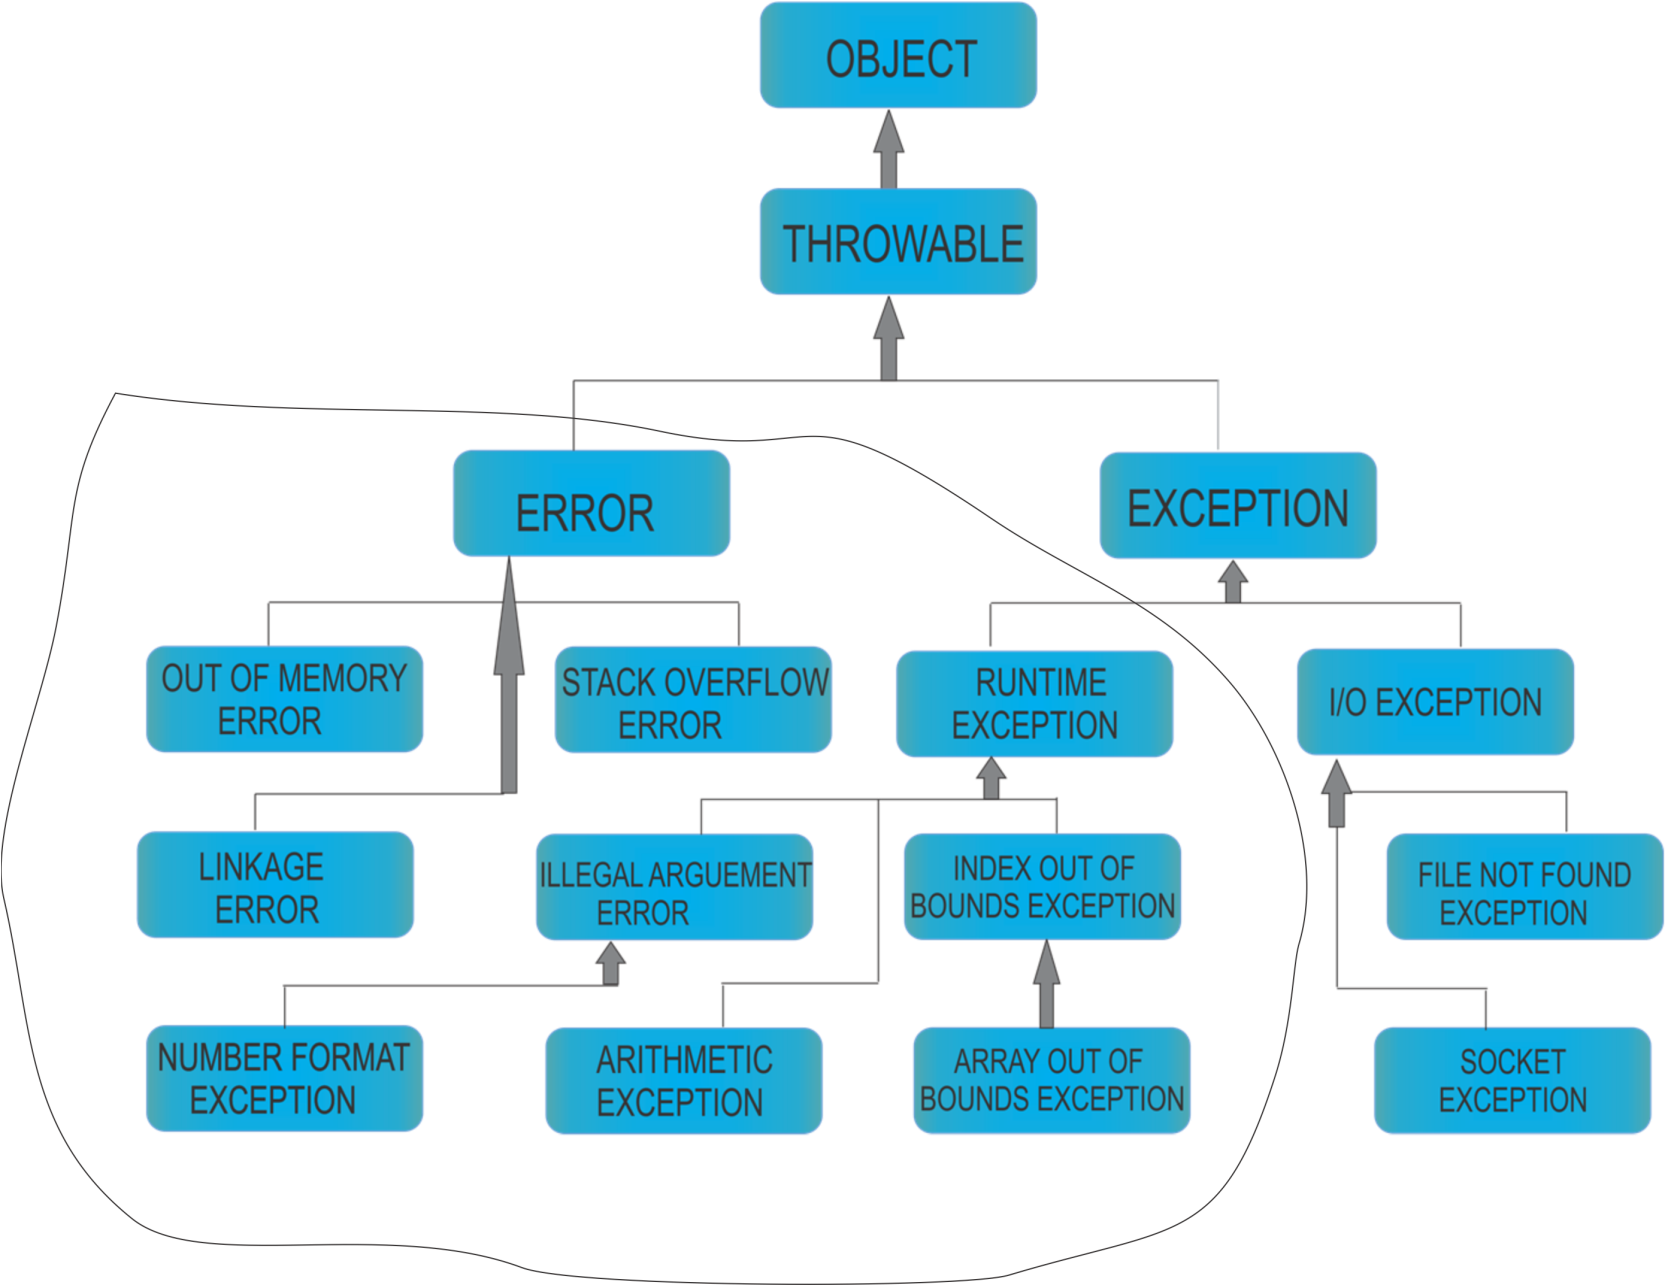 OBJECT
THROWABLE
ERROR
EXCEPTION
OUT OF MEMORY
ERROR
STACK OVERFLOW
ERROR
RUNTIME
EXCEPTION
I/O EXCEPTION
LINKAGE
ERROR
ILLEGAL ARGUEMENT
ERROR
INDEX OUT OF
BOUNDS EXCEPTION
FILE NOT FOUND
EXCEPTION
NUMBER FORMAT
EXCEPTION
ARITHMETIC
EXCEPTION
ARRAY OUT OF
BOUNDS EXCEPTION
SOCKET
EXCEPTION